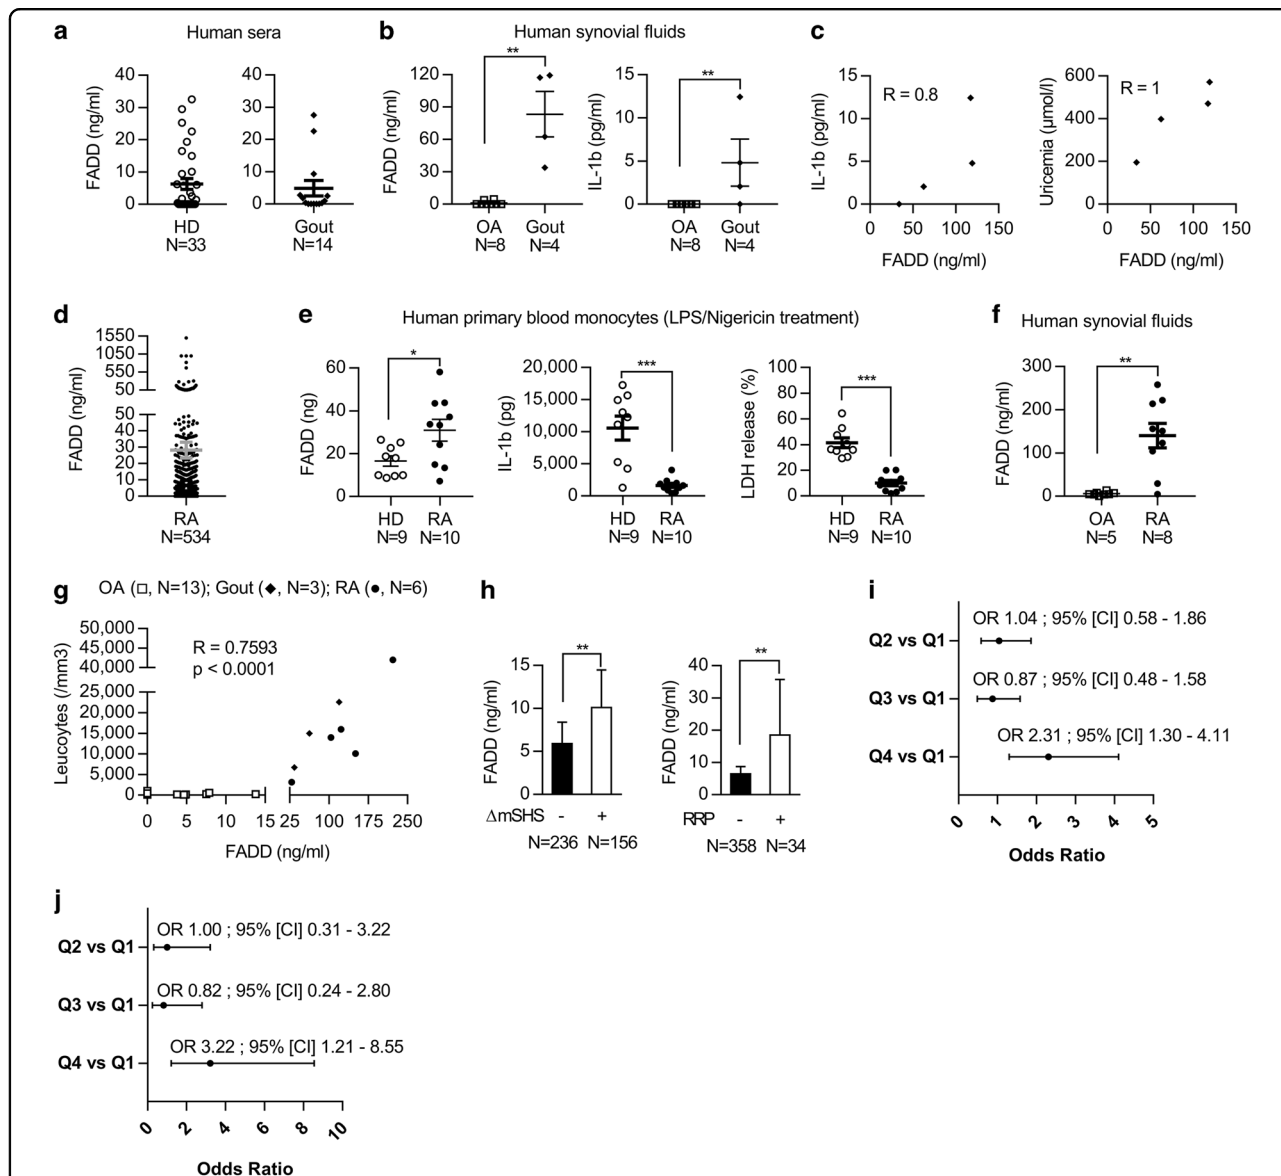 a
Human sera
FADD (ng/ml)
40
30
20
10
0
HD
N=33
40
30
20
10
0
Gout
N=14
b
Human synovial fluids
FADD (ng/ml)
120
90
60
30
0
**
OA
N=8
Gout
N=4
IL-1b (pg/ml)
15
10
5
0
**
OA
N=8
Gout
N=4
c
IL-1b (pg/ml)
15
10
5
0
R = 0.8
0 50 100 150
FADD (ng/ml)
Uricemia (µmol/l)
600
400
200
0
R = 1
0 50 100 150
FADD (ng/ml)
d
FADD (ng/ml)
1550
1050
550
50
50
40
30
20
10
0
RA
N=534
e
Human primary blood monocytes (LPS/Nigericin treatment)
FADD (ng)
60
40
20
0
*
HD
N=9
RA
N=10
IL-1b (pg)
20,000
15,000
10,000
5,000
0
***
HD
N=9
RA
N=10
LDH release (%)
100
80
60
40
20
0
***
HD
N=9
RA
N=10
f
Human synovial fluids
FADD (ng/ml)
300
200
100
0
**
OA
N=5
RA
N=8
g
OA (□, N=13); Gout (◆, N=3); RA (●, N=6)
Leucoytes (/mm3)
50,000
45,000
40,000
25,000
20,000
15,000
10,000
5,000
0
R = 0.7593
p < 0.0001
0 5 10 15 25 100 175 250
FADD (ng/ml)
h
FADD (ng/ml)
15
10
5
0
**
ΔmSHS - +
N=236 N=156
FADD (ng/ml)
40
30
20
10
0
**
RRP - +
N=358 N=34
i
OR 1.04 ; 95% [CI] 0.58 - 1.86
Q2 vs Q1
OR 0.87 ; 95% [CI] 0.48 - 1.58
Q3 vs Q1
OR 2.31 ; 95% [CI] 1.30 - 4.11
Q4 vs Q1
0 1 2 3 4 5
Odds Ratio
j
OR 1.00 ; 95% [CI] 0.31 - 3.22
Q2 vs Q1
OR 0.82 ; 95% [CI] 0.24 - 2.80
Q3 vs Q1
OR 3.22 ; 95% [CI] 1.21 - 8.55
Q4 vs Q1
0 2 4 6 8 10
Odds Ratio